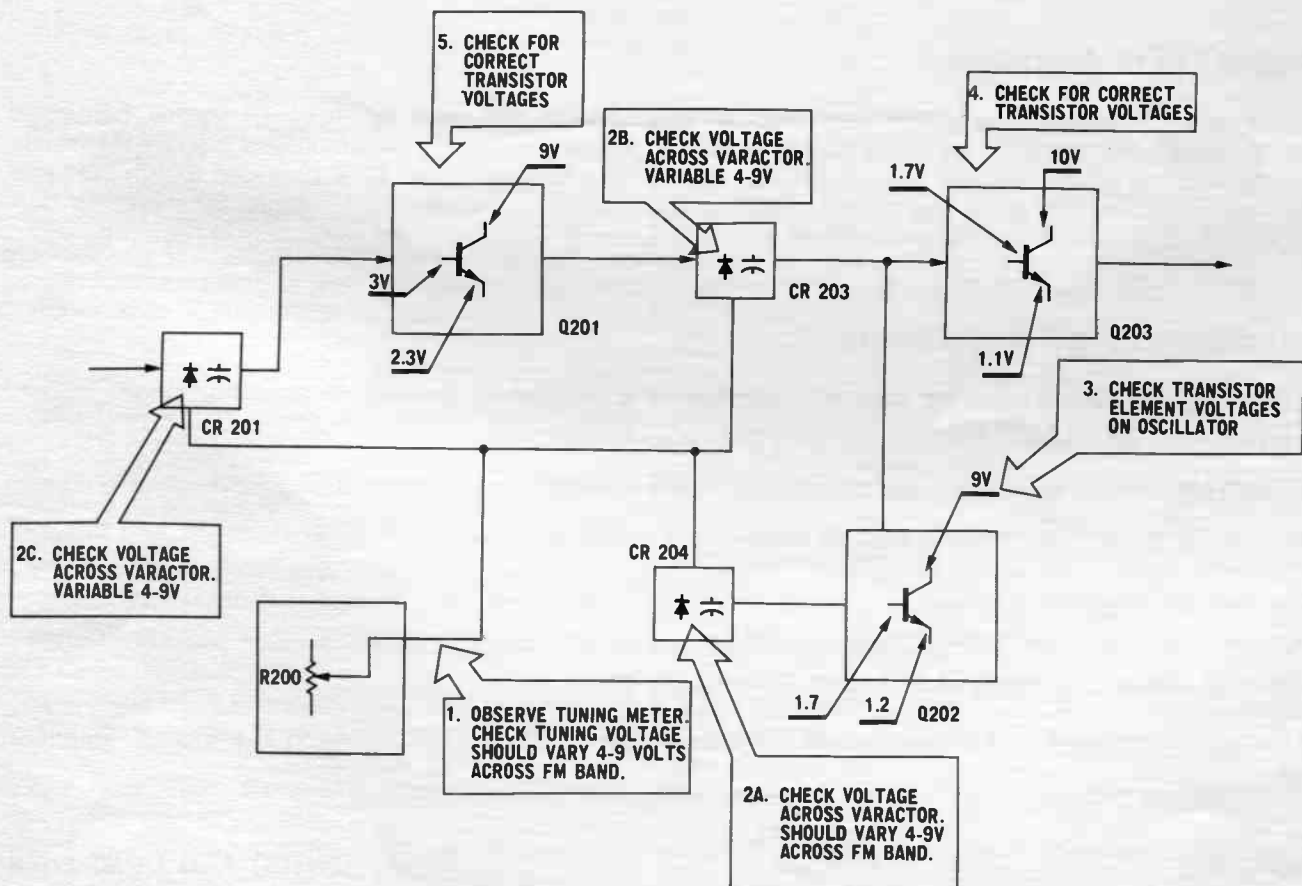 5. CHECK FOR
CORRECT
TRANSISTOR
VOLTAGES
4. CHECK FOR CORRECT
TRANSISTOR VOLTAGES
2B. CHECK VOLTAGE
ACROSS VARACTOR.
VARIABLE 4-9V
9V
3V
2.3V
Q201
CR 203
1.7V
10V
1.1V
Q203
CR 201
3. CHECK TRANSISTOR
ELEMENT VOLTAGES
ON OSCILLATOR
2C. CHECK VOLTAGE
ACROSS VARACTOR.
VARIABLE 4-9V
CR 204
9V
1.7
1.2
Q202
R200
1. OBSERVE TUNING METER.
CHECK TUNING VOLTAGE
SHOULD VARY 4-9 VOLTS
ACROSS FM BAND.
2A. CHECK VOLTAGE
ACROSS VARACTOR.
SHOULD VARY 4-9V
ACROSS FM BAND.